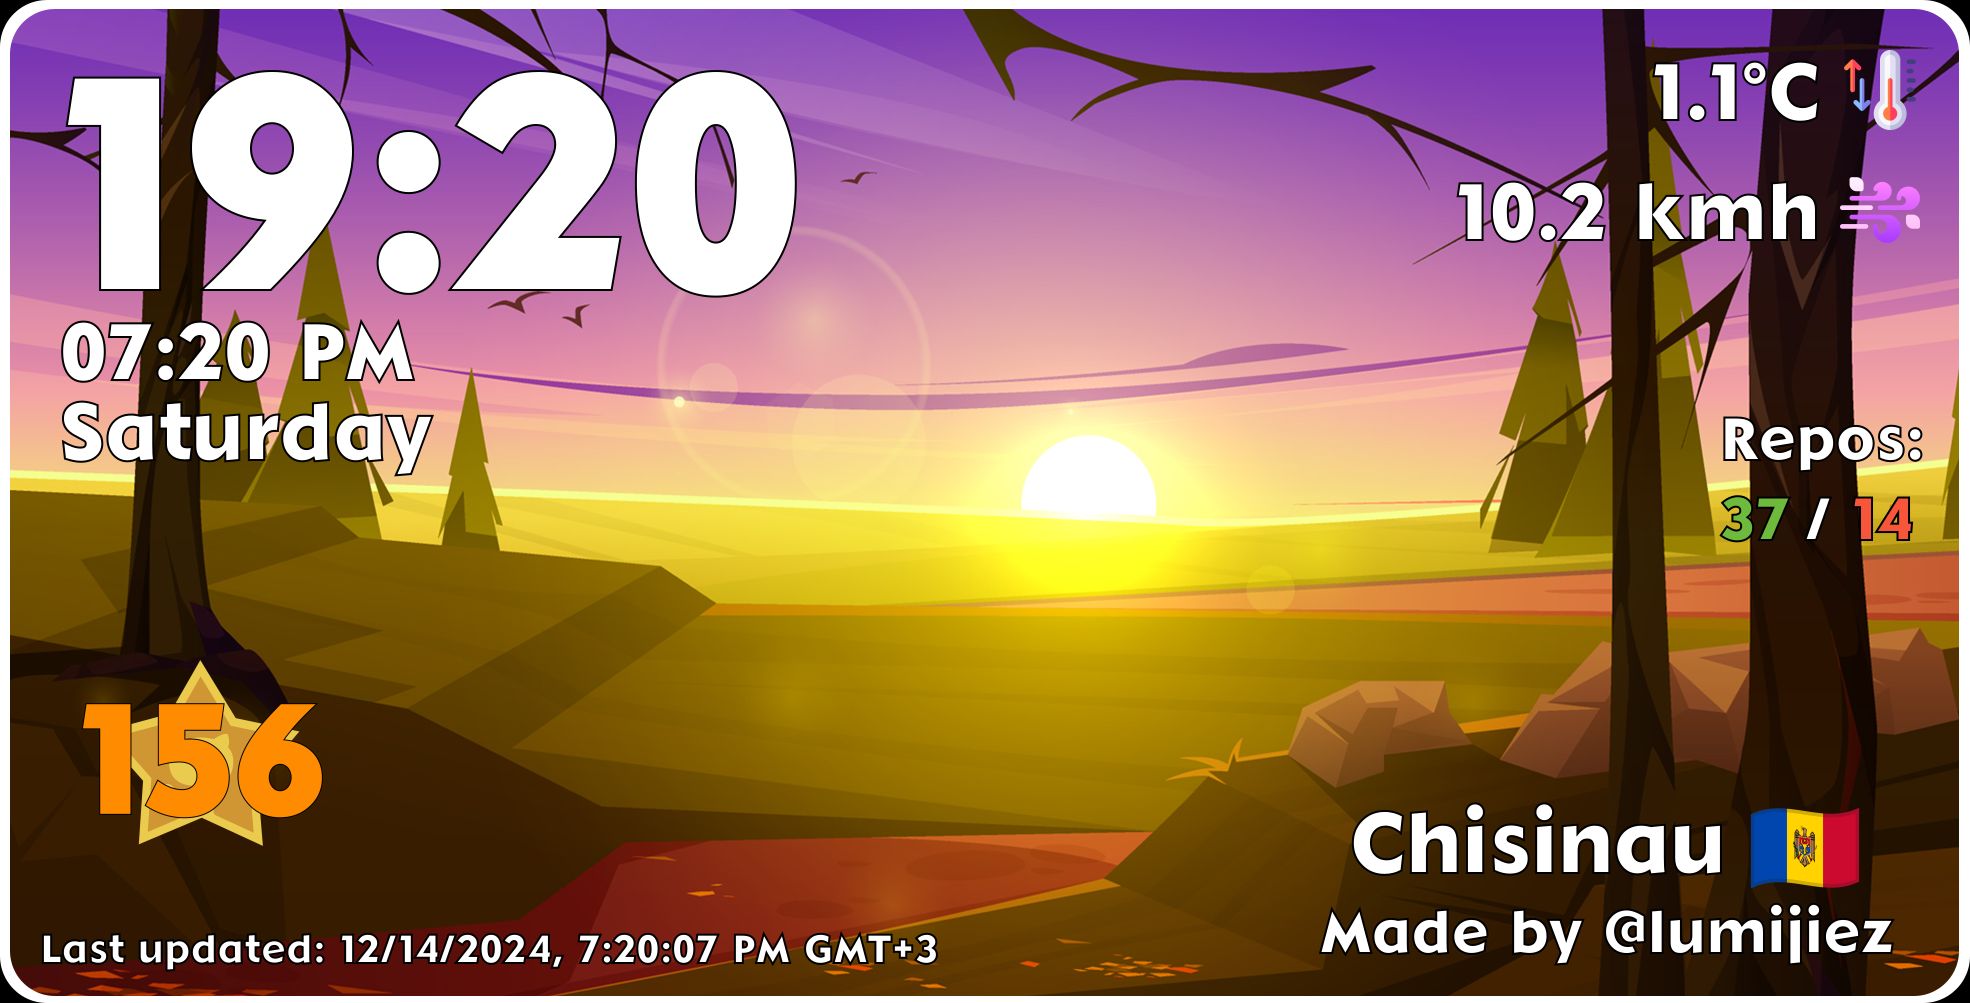 19:20
07:20 PM
Saturday
1.1°C
10.2 kmh
Repos:
37 / 14
156
Chisinau
Made by @lumijiez
Last updated: 12/14/2024, 7:20:07 PM GMT+3